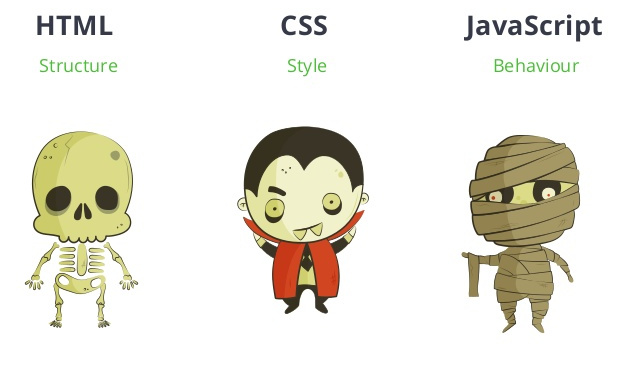 HTML CSS JavaScript
Structure Style Behaviour